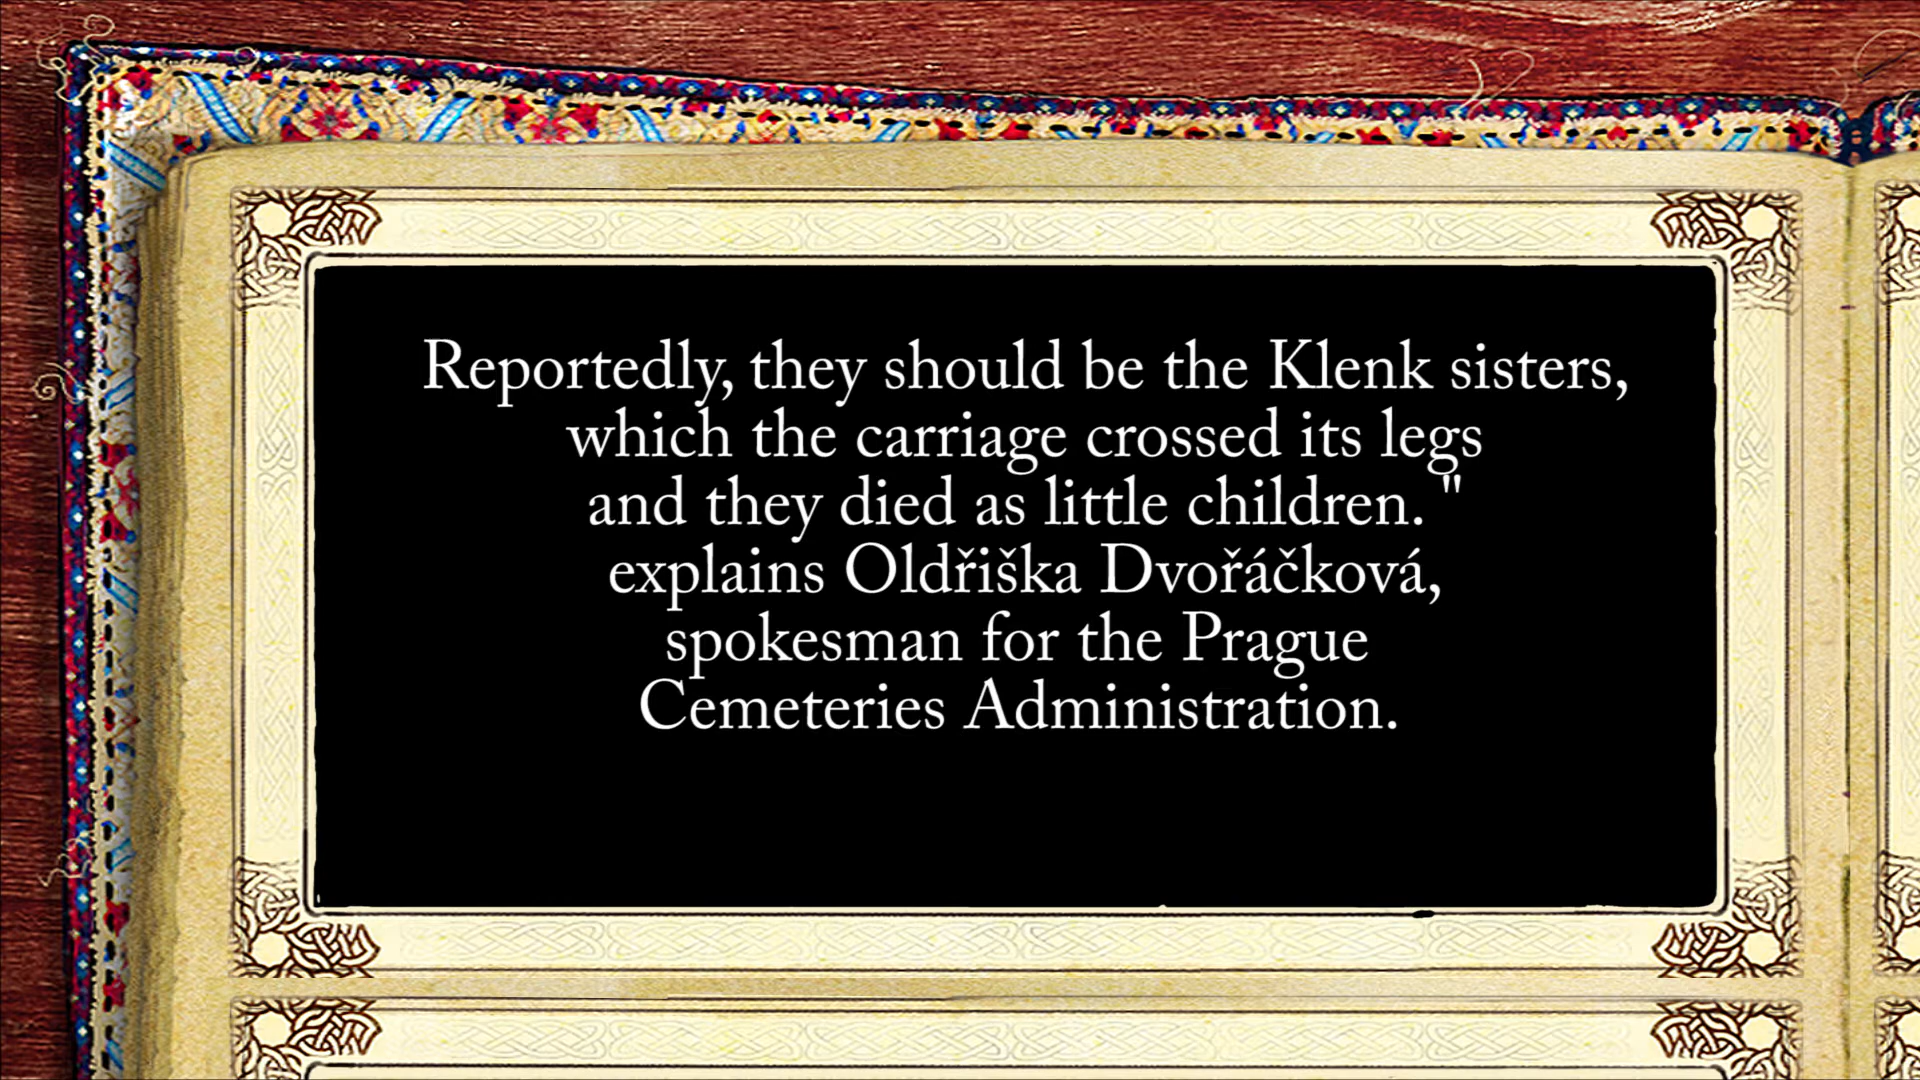 Reportedly, they should be the Klenk sisters,
which the carriage crossed its legs
and they died as little children. "
explains Oldřiška Dvořáčková,
spokesman for the Prague
Cemeteries Administration.